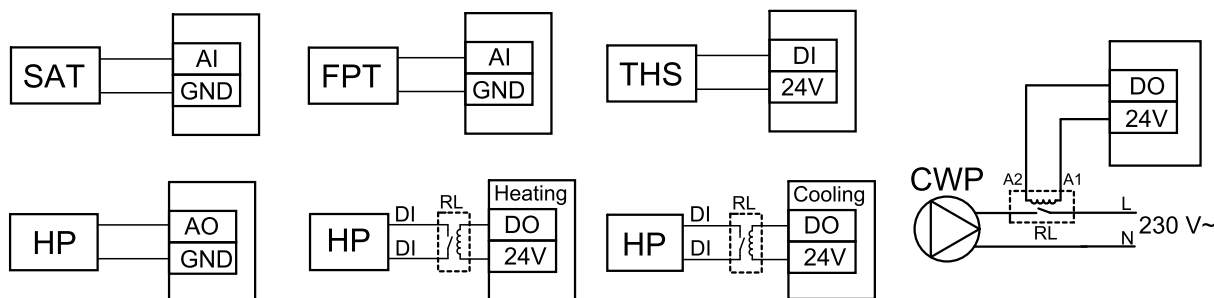 SAT
AI
GND
FPT
AI
GND
THS
DI
24V
DO
24V
CWP
A2
A1
RL
L
N
230 V~
HP
AO
GND
HP
DI
DI
RL
Heating
DO
24V
HP
DI
DI
RL
Cooling
DO
24V